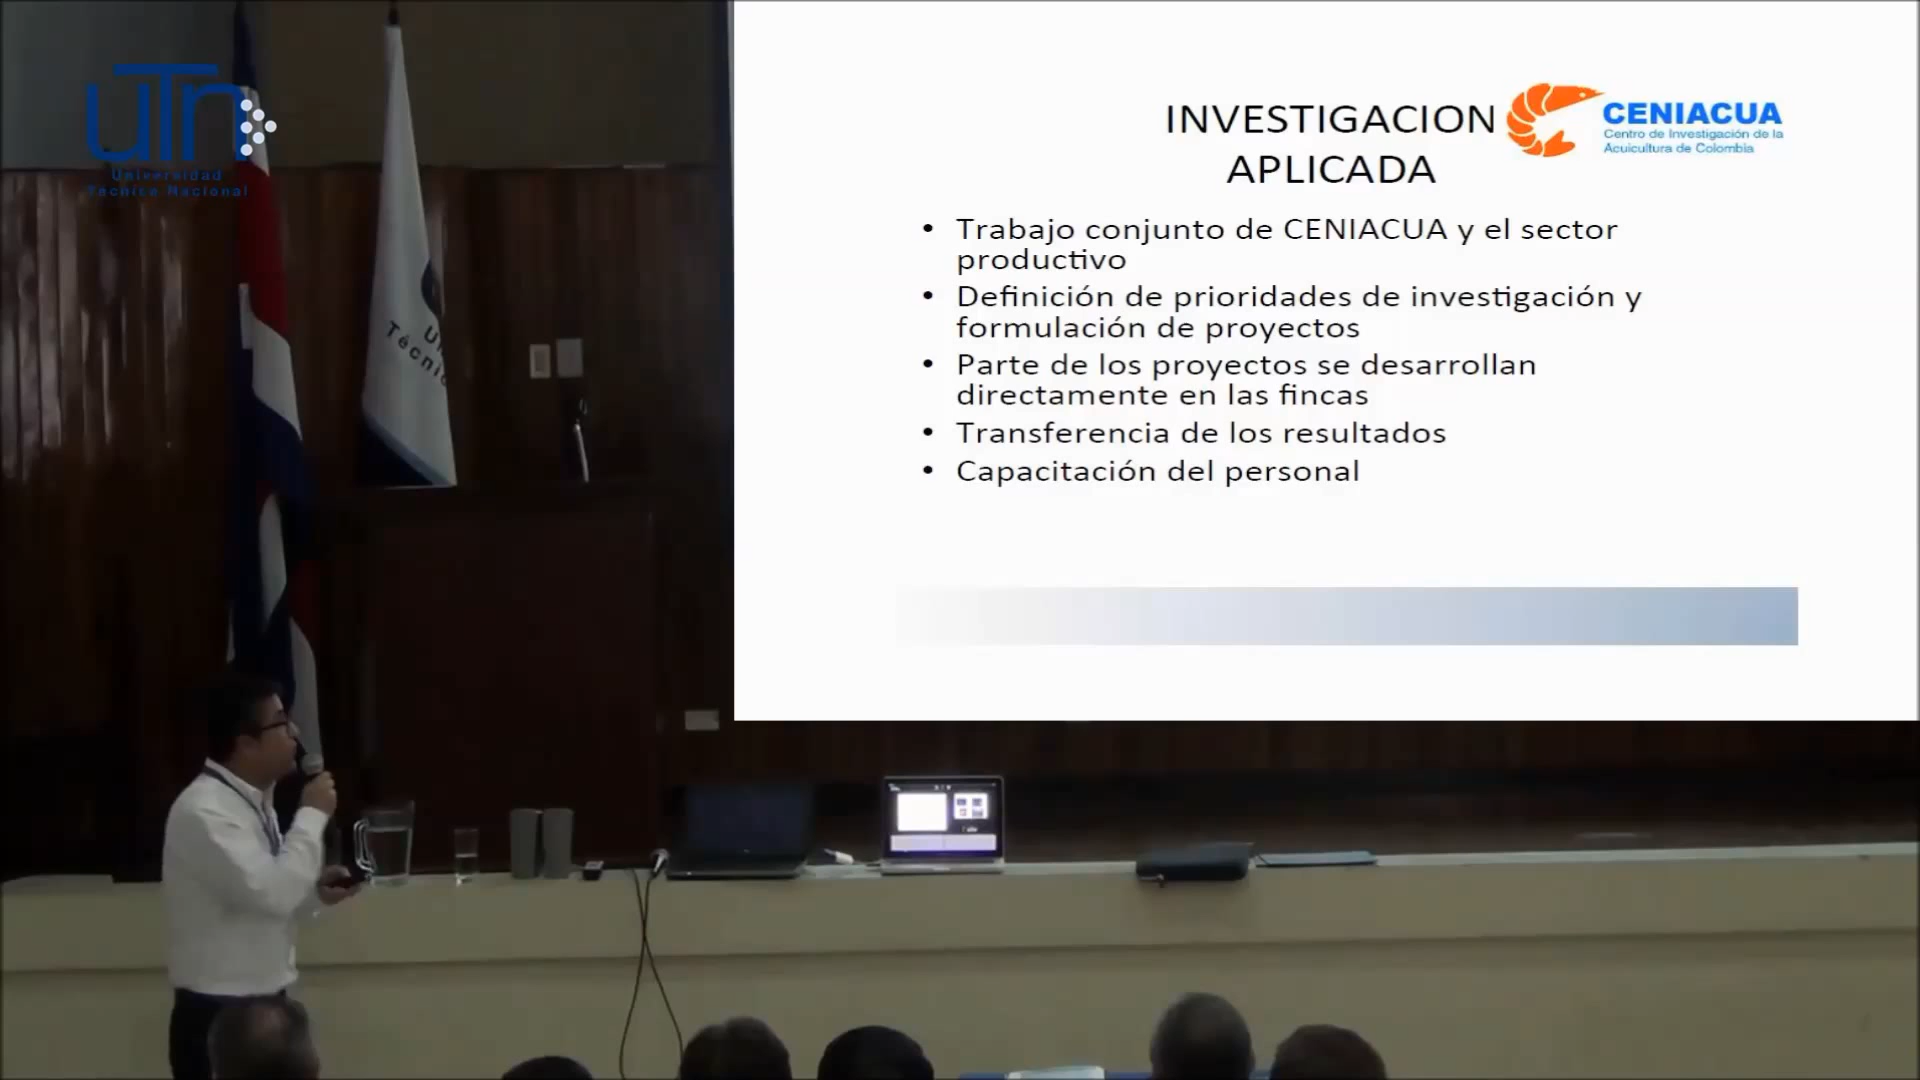 uTn
Universidad
Técnica Nacional
Técni
INVESTIGACION
APLICADA
CENIACUA
Centro de Investigación de la
Acuicultura de Colombia
• Trabajo conjunto de CENIACUA y el sector
productivo
• Definición de prioridades de investigación y
formulación de proyectos
• Parte de los proyectos se desarrollan
directamente en las fincas
• Transferencia de los resultados
• Capacitación del personal